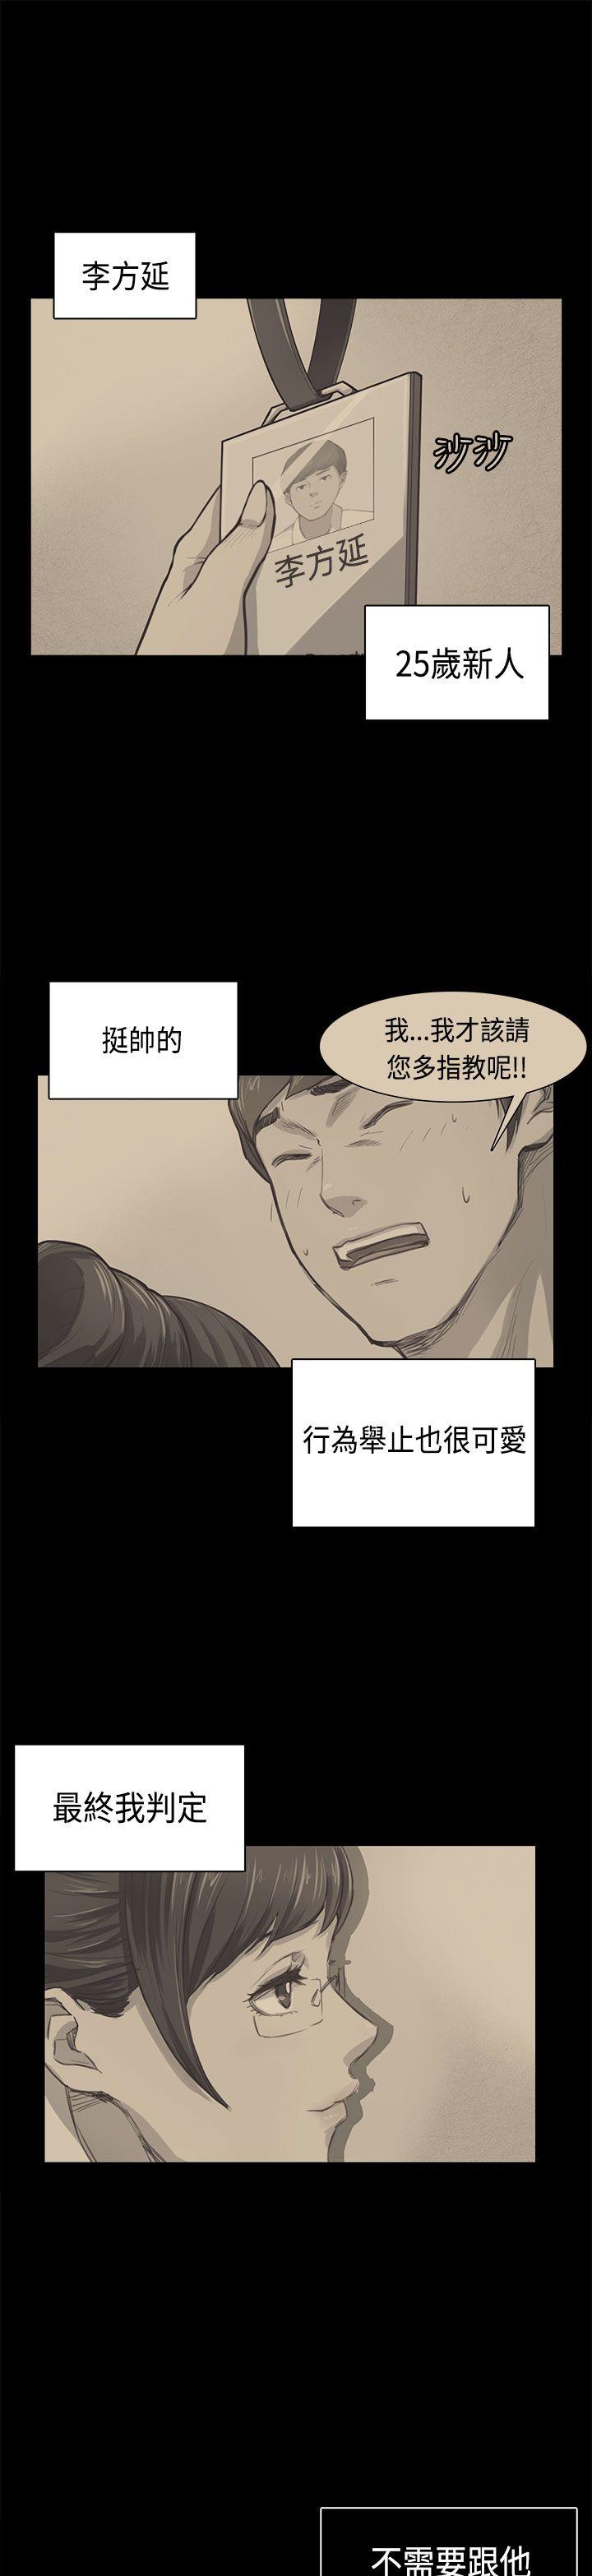 李方延
沙沙
李方延
25歲新人
挺帥的
我...我才該請
您多指教呢!!
行為舉止也很可愛
最終我判定
不需要跟他